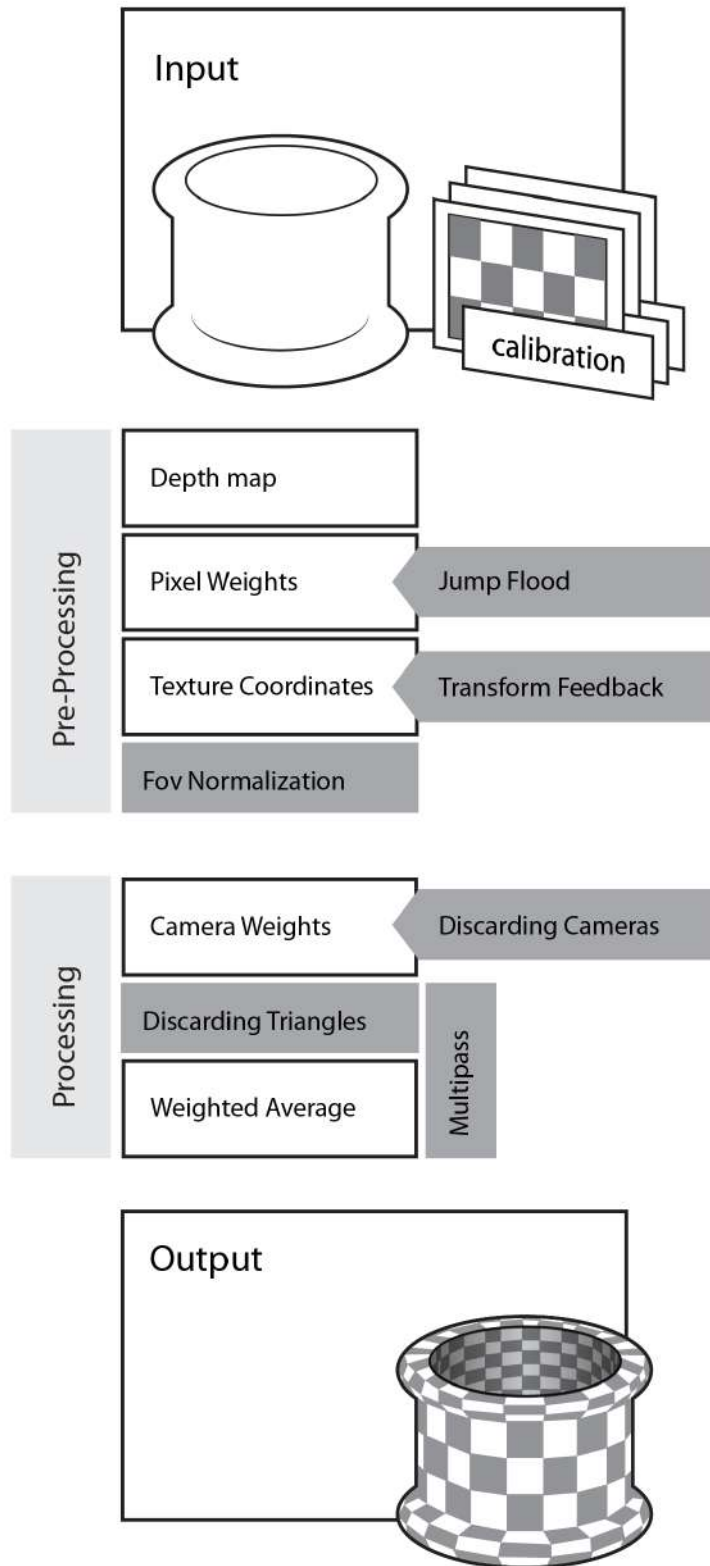 Input
calibration
Pre-Processing
Depth map
Pixel Weights
Jump Flood
Texture Coordinates
Transform Feedback
Fov Normalization
Processing
Camera Weights
Discarding Cameras
Discarding Triangles
Multipass
Weighted Average
Output